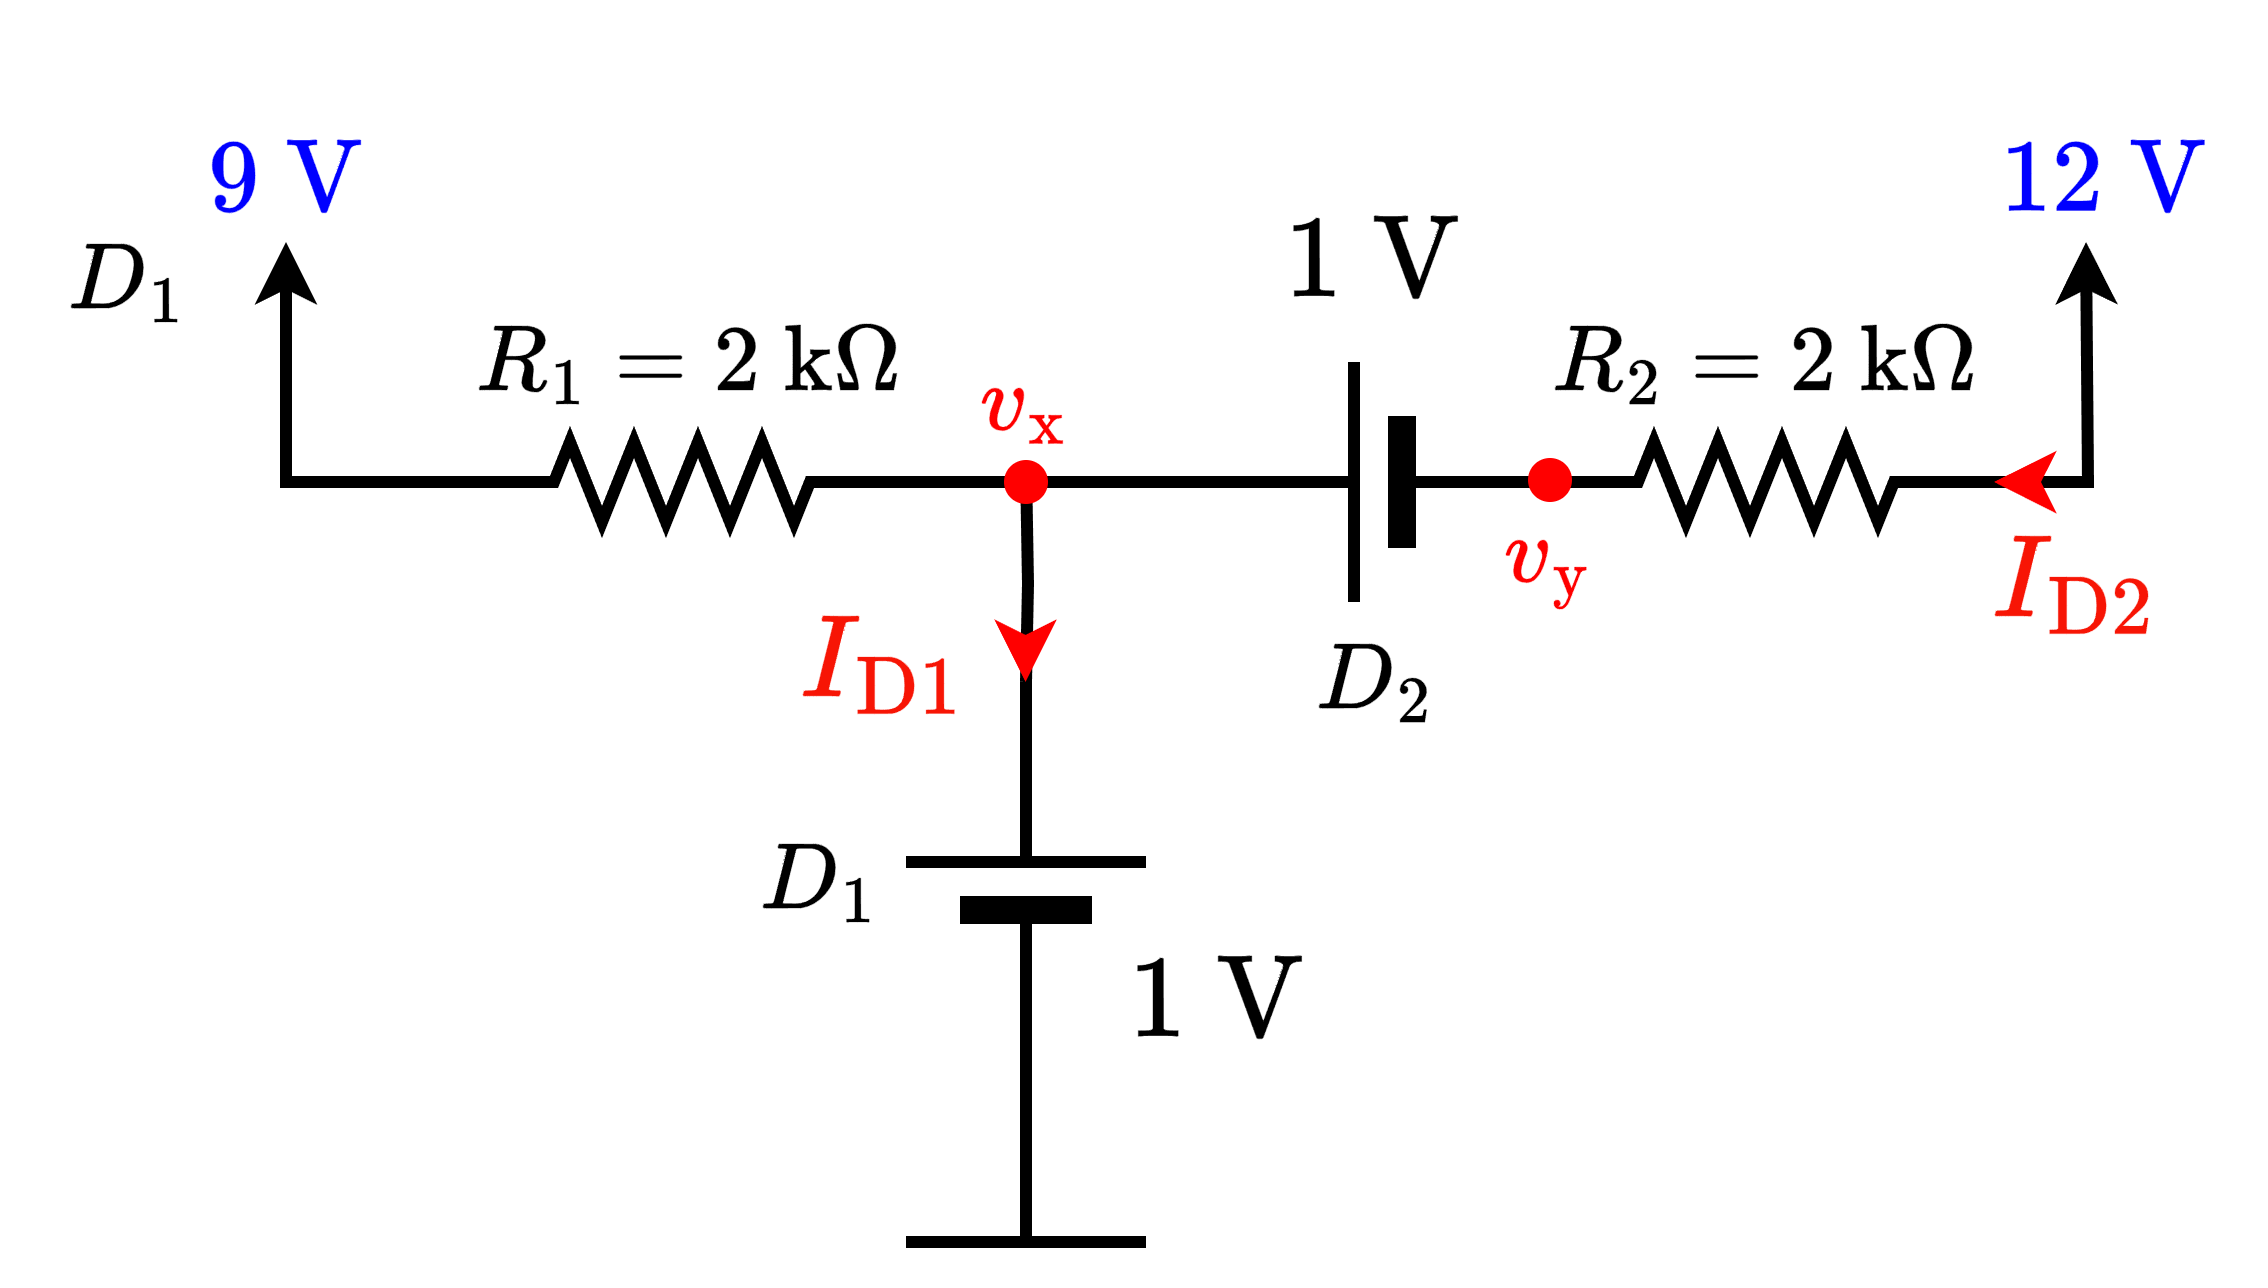 9 V
12 V
D1
1 V
R1 = 2 kΩ
R2 = 2 kΩ
vx
vy
ID2
ID1
D2
D1
1 V